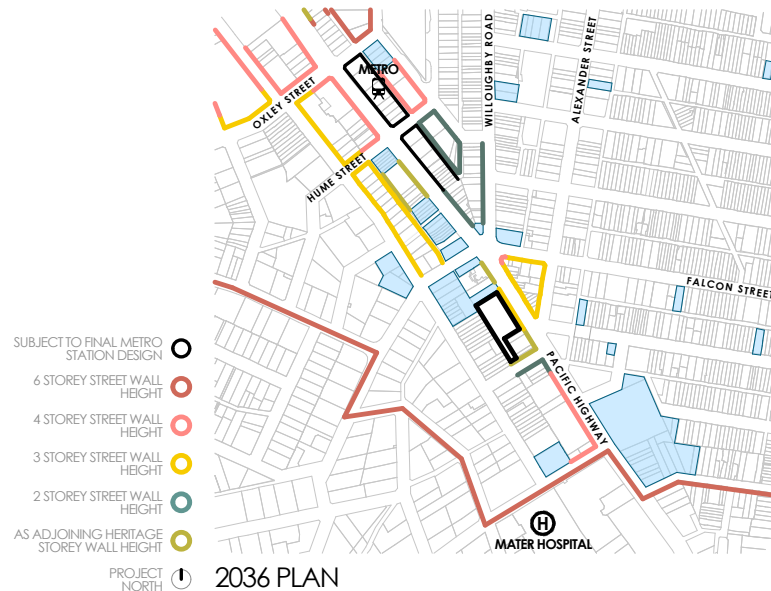 WILLOUGHBY ROAD
ALEXANDER STREET
METRO
OXLEY STREET
HUME STREET
FALCON STREET
PACIFIC HIGHWAY
SUBJECT TO FINAL METRO
STATION DESIGN
6 STOREY STREET WALL
HEIGHT
4 STOREY STREET WALL
HEIGHT
3 STOREY STREET WALL
HEIGHT
2 STOREY STREET WALL
HEIGHT
AS ADJOINING HERITAGE
STOREY WALL HEIGHT
PROJECT
NORTH
H
MATER HOSPITAL
2036 PLAN